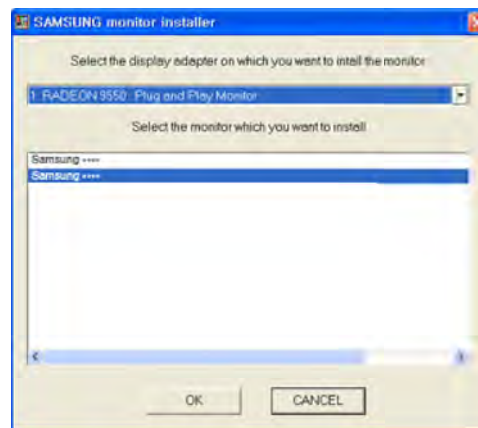 SAMSUNG monitor installer
Select the display adapter on which you want to intall the monitor
1. RADEON 9550 : Plug and Play Monitor
Select the monitor which you want to install
Samsung ****
Samsung ****
OK
CANCEL